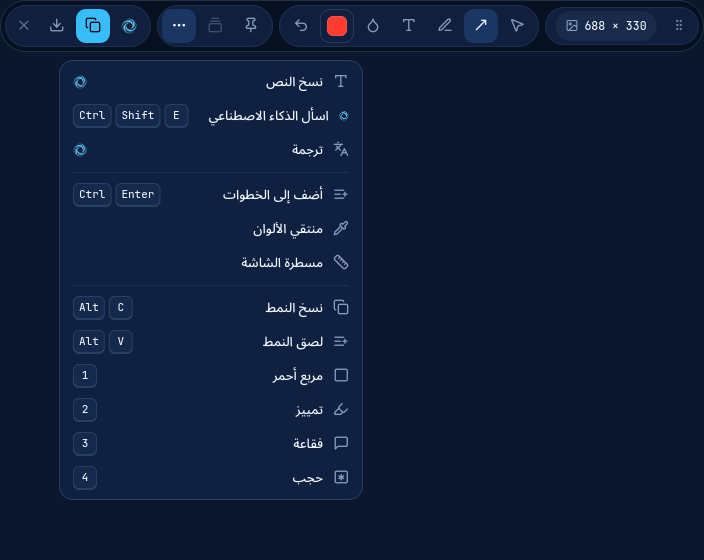 688 × 330
نسخ النص
اسأل الذكاء الاصطناعي Ctrl Shift E
ترجمة
أضف إلى الخطوات Ctrl Enter
منتقي الألوان
مسطرة الشاشة
نسخ النمط Alt C
لصق النمط Alt V
مربع أحمر 1
تمييز 2
فقاعة 3
حجب 4